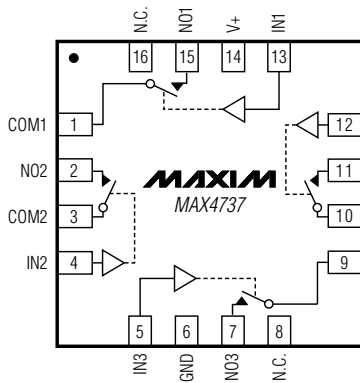 N.C.
NO1
V+
IN1
16
15
14
13
COM1
1
12
NO2
2
11
MAXIM
MAX4737
COM2
3
10
IN2
4
9
5
6
7
8
IN3
GND
NO3
N.C.